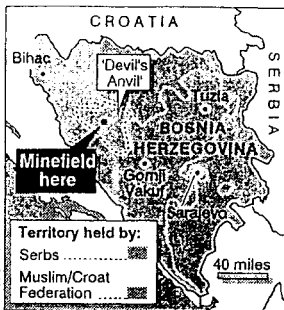 CROATIA
SERBIA
Bihac
'Devil's
Anvil'
Tuzla
BOSNIA
HERZEGOVINA
Minefield
here
Gornji
Vakuf
Sarajevo
Territory held by:
Serbs
Muslim/Croat
Federation
40 miles